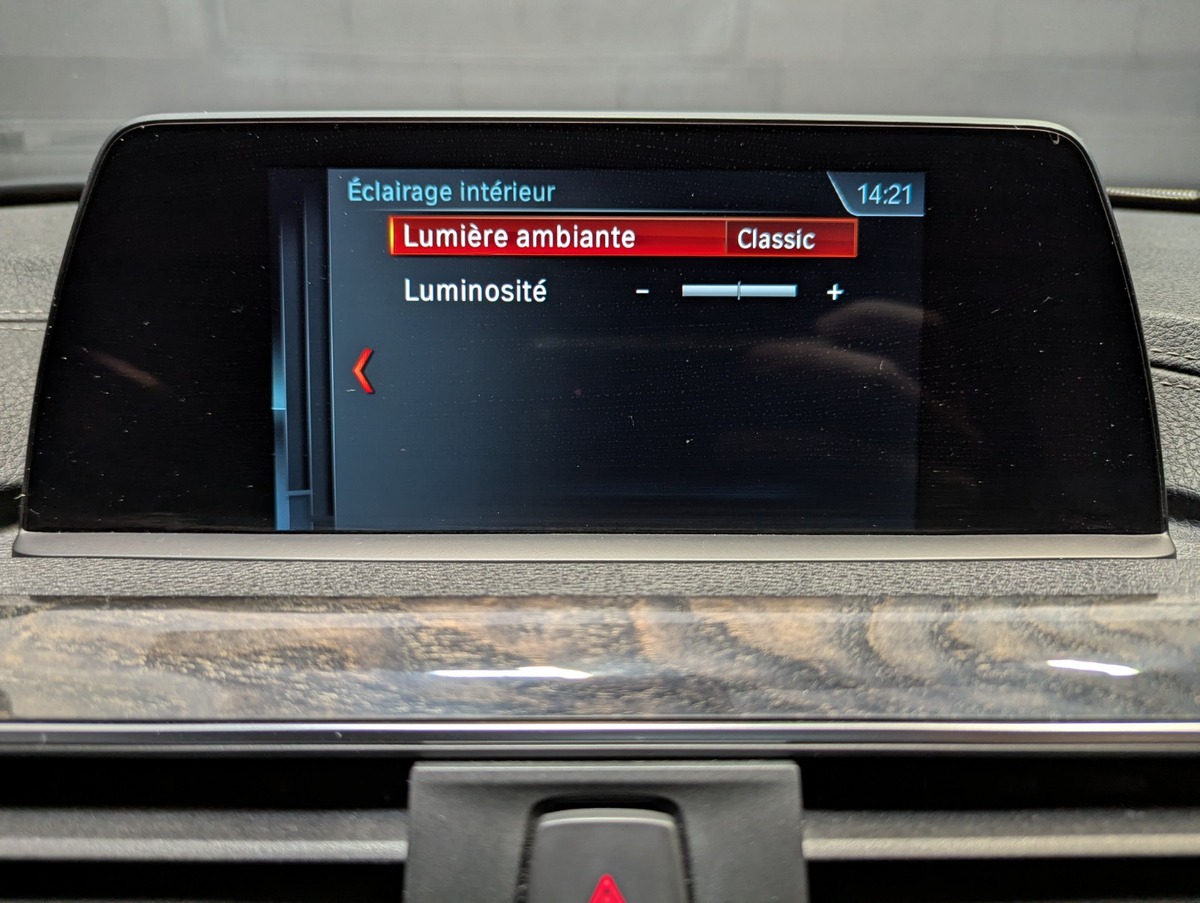 Éclairage intérieur 14:21
Lumière ambiante Classic
Luminosité - +